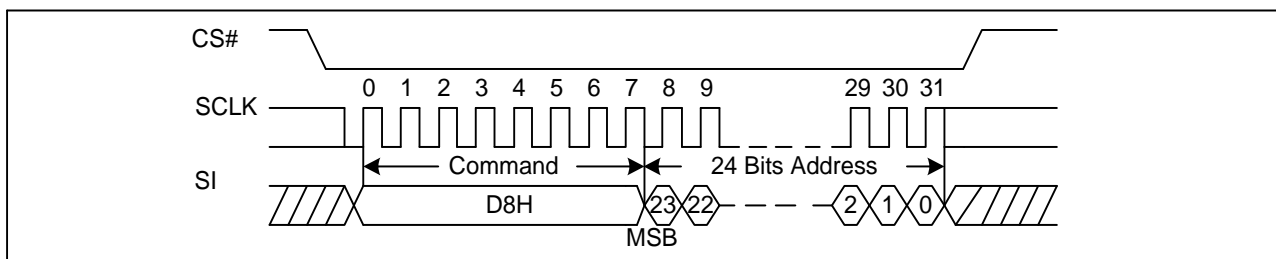 CS#
0 1 2 3 4 5 6 7 8 9 29 30 31
SCLK
Command 24 Bits Address
SI
D8H 23 22 2 1 0
MSB